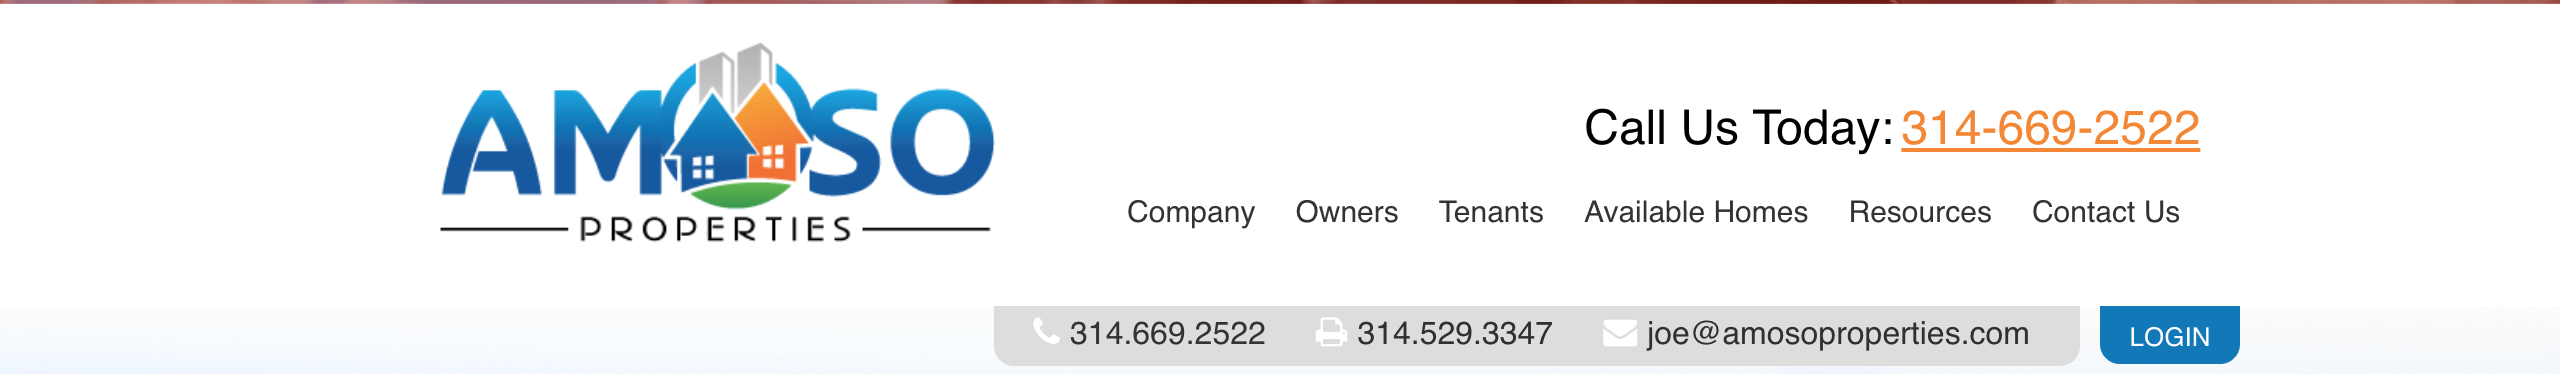 AMOSO
PROPERTIES
Call Us Today: 314-669-2522
Company Owners Tenants Available Homes Resources Contact Us
314.669.2522 314.529.3347 joe@amosoproperties.com LOGIN